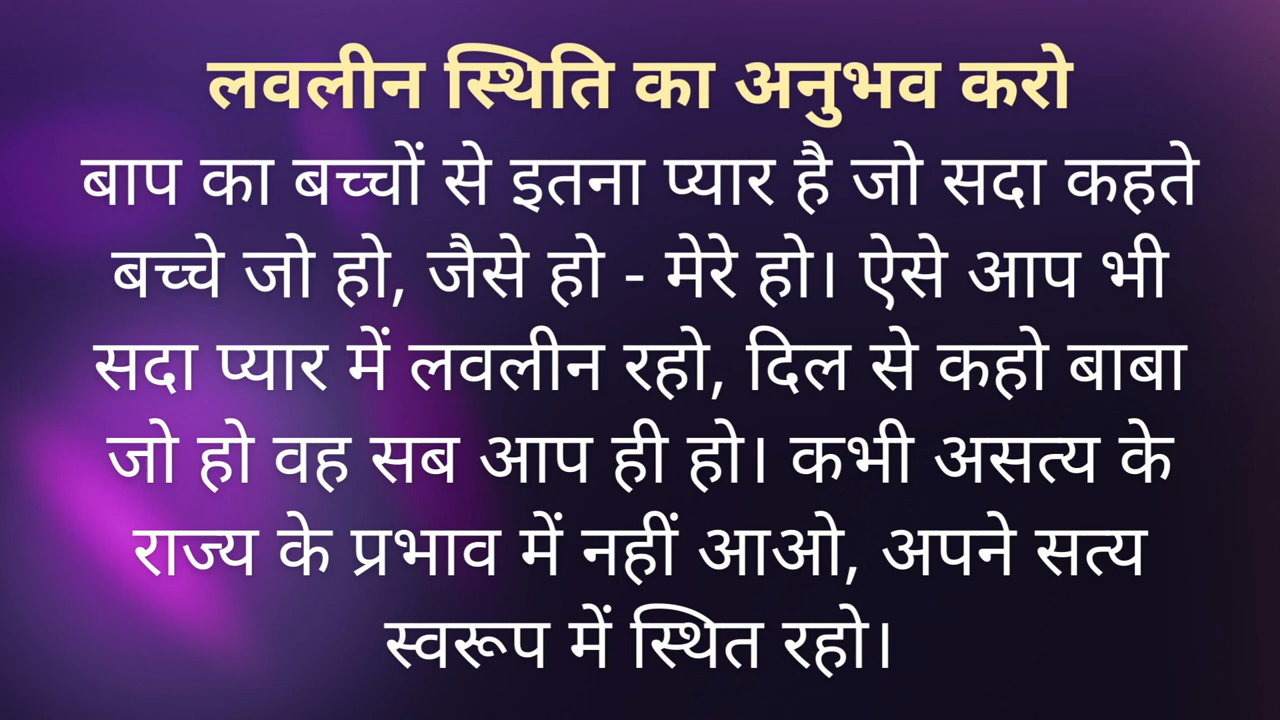 लवलीन स्थिति का अनुभव करो
बाप का बच्चों से इतना प्यार है जो सदा कहते
बच्चे जो हो, जैसे हो - मेरे हो। ऐसे आप भी
सदा प्यार में लवलीन रहो, दिल से कहो बाबा
जो हो वह सब आप ही हो। कभी असत्य के
राज्य के प्रभाव में नहीं आओ, अपने सत्य
स्वरूप में स्थित रहो।